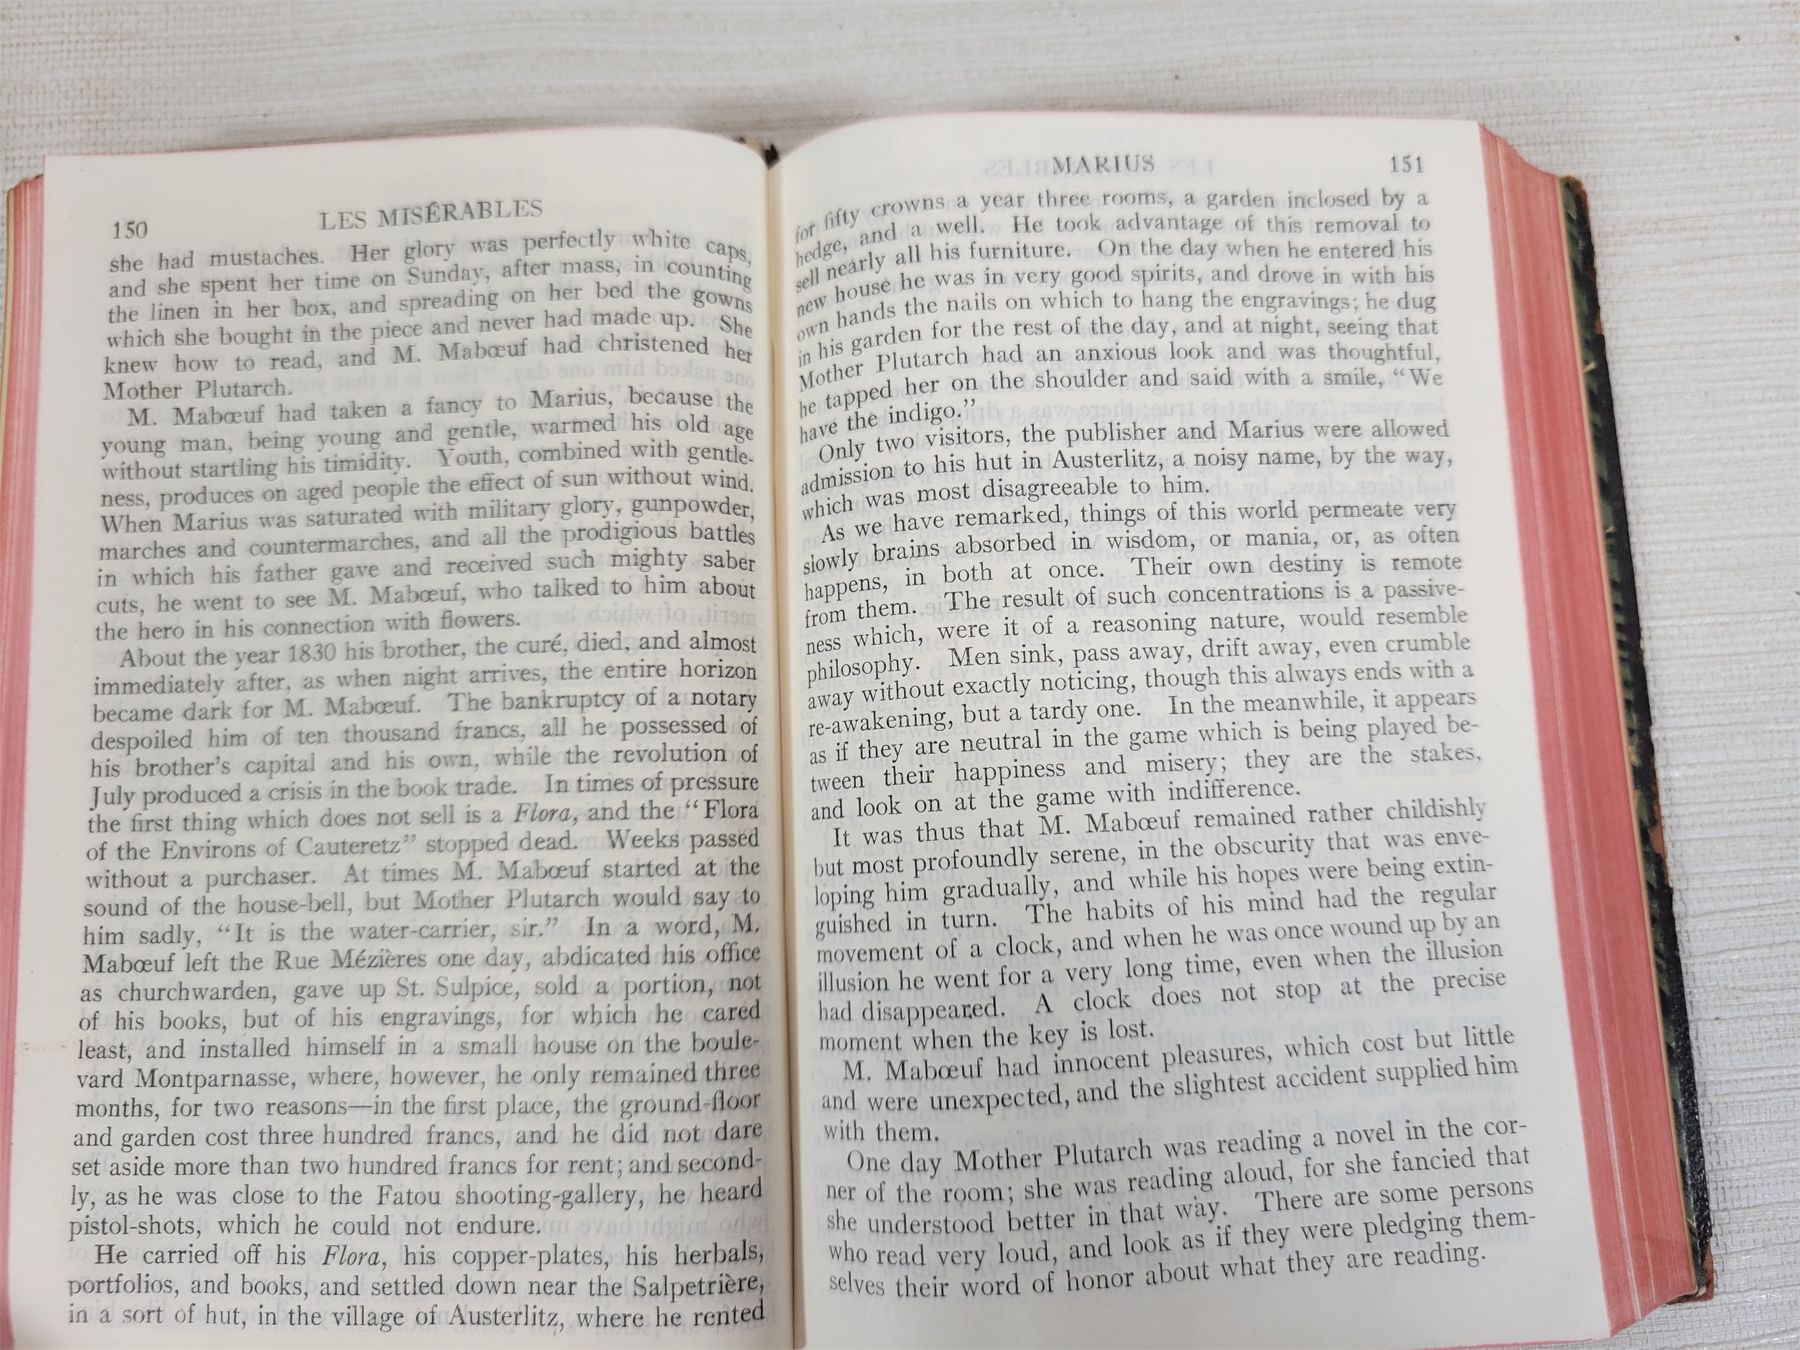 150 LES MISÉRABLES
she had mustaches. Her glory was perfectly white caps,
and she spent her time on Sunday, after mass, in counting
the linen in her box, and spreading on her bed the gowns
which she bought in the piece and never had made up. She
knew how to read, and M. Mabœuf had christened her
Mother Plutarch.
M. Mabœuf had taken a fancy to Marius, because the
young man, being young and gentle, warmed his old age
without startling his timidity. Youth, combined with gentle-
ness, produces on aged people the effect of sun without wind.
When Marius was saturated with military glory, gunpowder,
marches and countermarches, and all the prodigious battles
in which his father gave and received such mighty saber
cuts, he went to see M. Mabœuf, who talked to him about
the hero in his connection with flowers.
About the year 1830 his brother, the curé, died, and almost
immediately after, as when night arrives, the entire horizon
became dark for M. Mabœuf. The bankruptcy of a notary
despoiled him of ten thousand francs, all he possessed of
his brother's capital and his own, while the revolution of
July produced a crisis in the book trade. In times of pressure
the first thing which does not sell is a Flora, and the "Flora
of the Environs of Cauteretz" stopped dead. Weeks passed
without a purchaser. At times M. Mabœuf started at the
sound of the house-bell, but Mother Plutarch would say to
him sadly, "It is the water-carrier, sir." In a word, M.
Mabœuf left the Rue Mézières one day, abdicated his office
as churchwarden, gave up St. Sulpice, sold a portion, not
of his books, but of his engravings, for which he cared
least, and installed himself in a small house on the boule-
vard Montparnasse, where, however, he only remained three
months, for two reasons—in the first place, the ground-floor
and garden cost three hundred francs, and he did not dare
set aside more than two hundred francs for rent; and second-
ly, as he was close to the Fatou shooting-gallery, he heard
pistol-shots, which he could not endure.
He carried off his Flora, his copper-plates, his herbals,
portfolios, and books, and settled down near the Salpetrière,
in a sort of hut, in the village of Austerlitz, where he rented
MARIUS 151
for fifty crowns a year three rooms, a garden inclosed by a
hedge, and a well. He took advantage of this removal to
sell nearly all his furniture. On the day when he entered his
new house he was in very good spirits, and drove in with his
own hands the nails on which to hang the engravings; he dug
in his garden for the rest of the day, and at night, seeing that
Mother Plutarch had an anxious look and was thoughtful,
he tapped her on the shoulder and said with a smile, "We
have the indigo."
Only two visitors, the publisher and Marius were allowed
admission to his hut in Austerlitz, a noisy name, by the way,
which was most disagreeable to him.
As we have remarked, things of this world permeate very
slowly brains absorbed in wisdom, or mania, or, as often
happens, in both at once. Their own destiny is remote
from them. The result of such concentrations is a passive-
ness which, were it of a reasoning nature, would resemble
philosophy. Men sink, pass away, drift away, even crumble
away without exactly noticing, though this always ends with a
re-awakening, but a tardy one. In the meanwhile, it appears
as if they are neutral in the game which is being played be-
tween their happiness and misery; they are the stakes,
and look on at the game with indifference.
It was thus that M. Mabœuf remained rather childishly
but most profoundly serene, in the obscurity that was enve-
loping him gradually, and while his hopes were being extin-
guished in turn. The habits of his mind had the regular
movement of a clock, and when he was once wound up by an
illusion he went for a very long time, even when the illusion
had disappeared. A clock does not stop at the precise
moment when the key is lost.
M. Mabœuf had innocent pleasures, which cost but little
and were unexpected, and the slightest accident supplied him
with them.
One day Mother Plutarch was reading a novel in the cor-
ner of the room; she was reading aloud, for she fancied that
she understood better in that way. There are some persons
who read very loud, and look as if they were pledging them-
selves their word of honor about what they are reading.